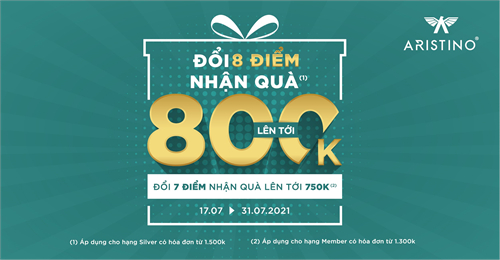 ARISTINO®
ĐỔI 8 ĐIỂM
NHẬN QUÀ(1)
LÊN TỚI
800K
ĐỔI 7 ĐIỂM NHẬN QUÀ LÊN TỚI 750K(2)
17.07 ▶ 31.07.2021
(1) Áp dụng cho hạng Silver có hóa đơn từ 1.500k
(2) Áp dụng cho hạng Member có hóa đơn từ 1.300k